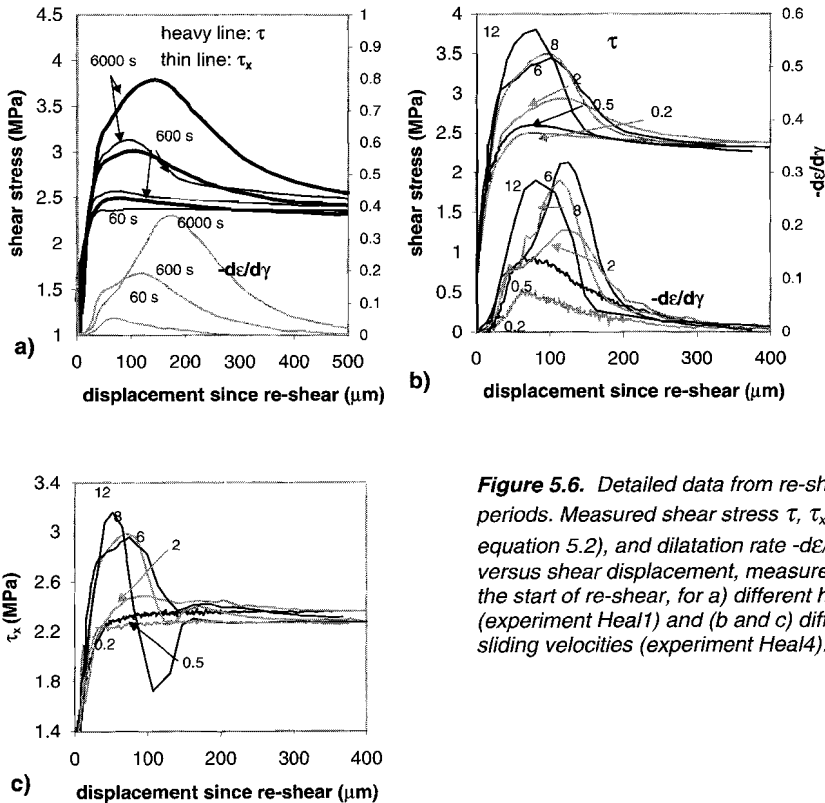 4.5
4
3.5
3
2.5
2
1.5
1
shear stress (MPa)
heavy line: τ
thin line: τx
6000 s
600 s
60 s
6000 s
600 s
60 s
-dε/dγ
1
0.9
0.8
0.7
0.6
0.5
0.4
0.3
0.2
0.1
0
0 100 200 300 400 500
a)
displacement since re-shear (µm)
4
3.5
3
2.5
2
1.5
1
0.5
0
shear stress (MPa)
12
8
6
τ
2
0.5
0.2
12
6
8
2
0.5
0.2
-dε/dγ
0.6
0.5
0.4
0.3
0.2
0.1
0
-dε/dγ
0 100 200 300 400
b)
displacement since re-shear (µm)
3.4
3
2.6
2.2
1.8
1.4
τx (MPa)
12
8
6
2
0.2
0.5
0 100 200 300 400
c)
displacement since re-shear (µm)
Figure 5.6. Detailed data from re-sh
periods. Measured shear stress τ, τx
equation 5.2), and dilatation rate -dε/
versus shear displacement, measure
the start of re-shear, for a) different h
(experiment Heal1) and (b and c) diff
sliding velocities (experiment Heal4).